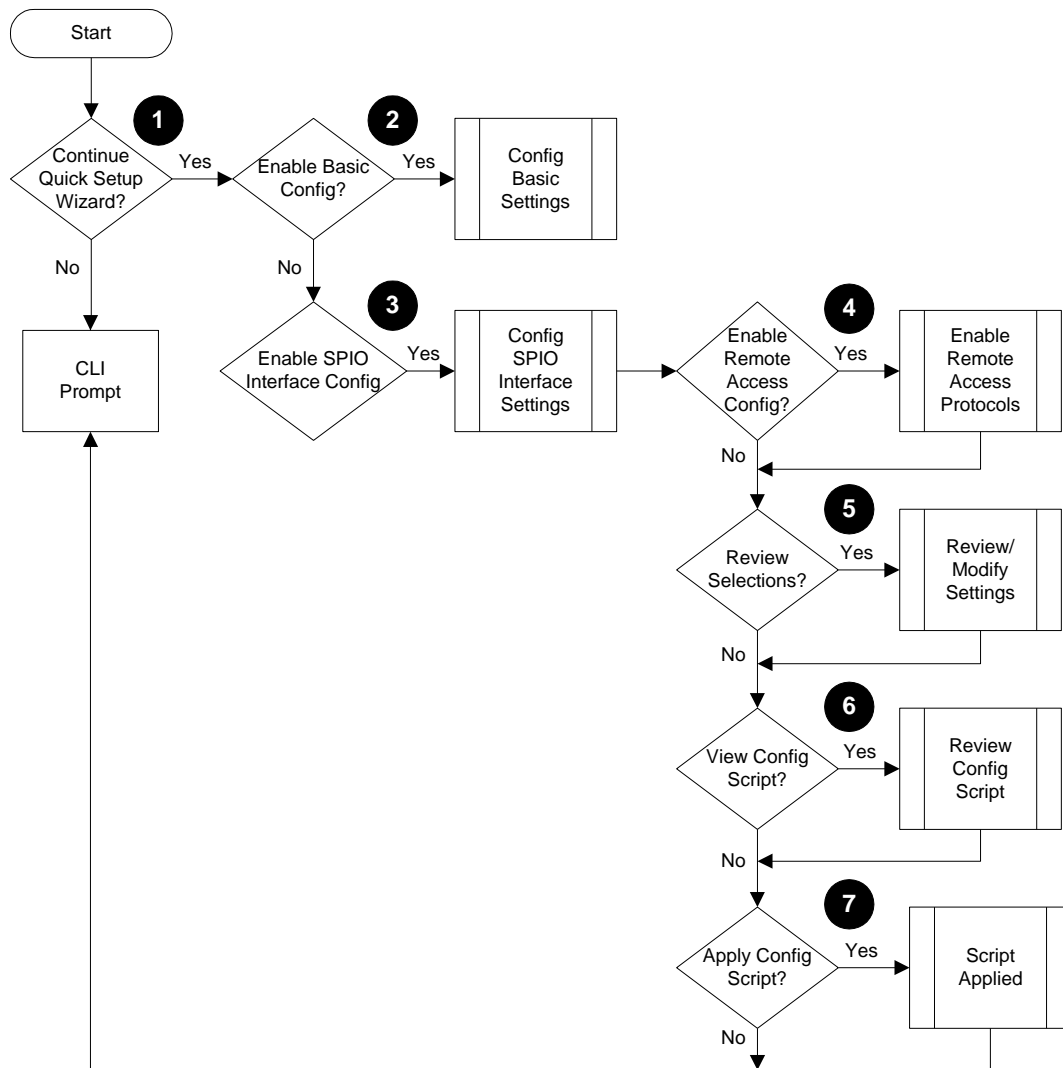 Start
1
Continue
Quick Setup
Wizard?
Yes
No
2
Enable Basic
Config?
Yes
No
Config
Basic
Settings
CLI
Prompt
3
Enable SPIO
Interface Config
Yes
Config
SPIO
Interface
Settings
4
Enable
Remote
Access
Config?
Yes
No
Enable
Remote
Access
Protocols
5
Review
Selections?
Yes
No
Review/
Modify
Settings
6
View Config
Script?
Yes
No
Review
Config
Script
7
Apply Config
Script?
Yes
No
Script
Applied